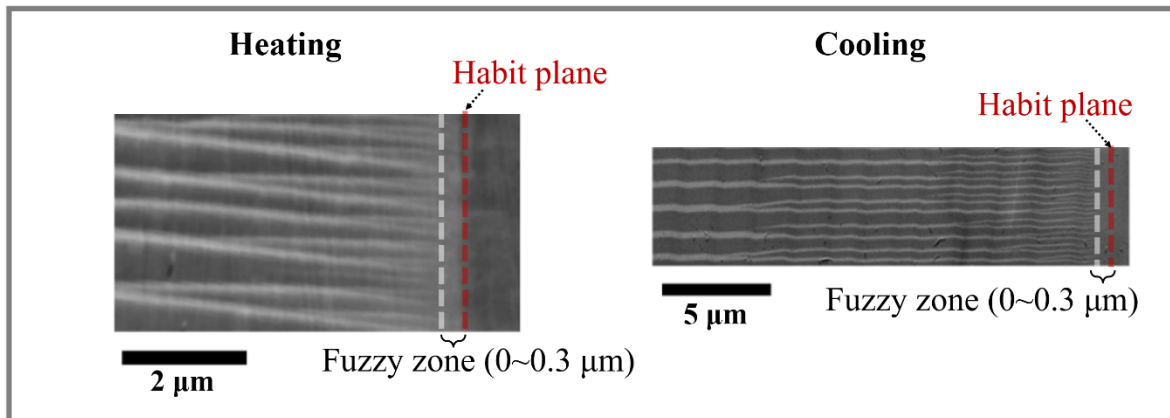 Heating
Habit plane
2 μm
Fuzzy zone (0~0.3 μm)
Cooling
Habit plane
5 μm
Fuzzy zone (0~0.3 μm)